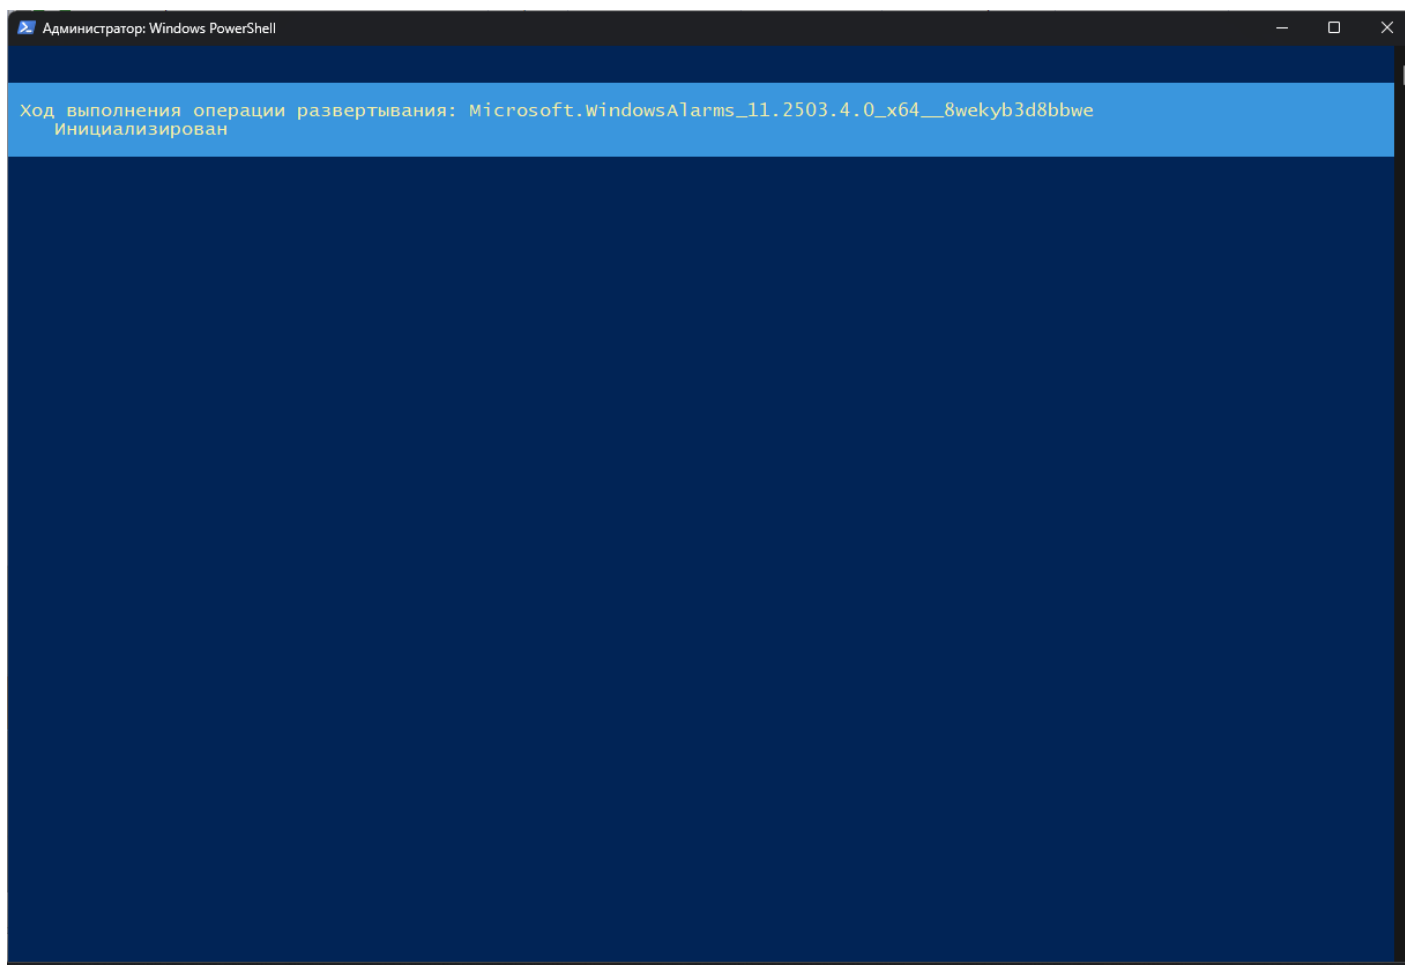 Администратор: Windows PowerShell
Ход выполнения операции развертывания: Microsoft.WindowsAlarms_11.2503.4.0_x64__8wekyb3d8bbwe
Инициализирован